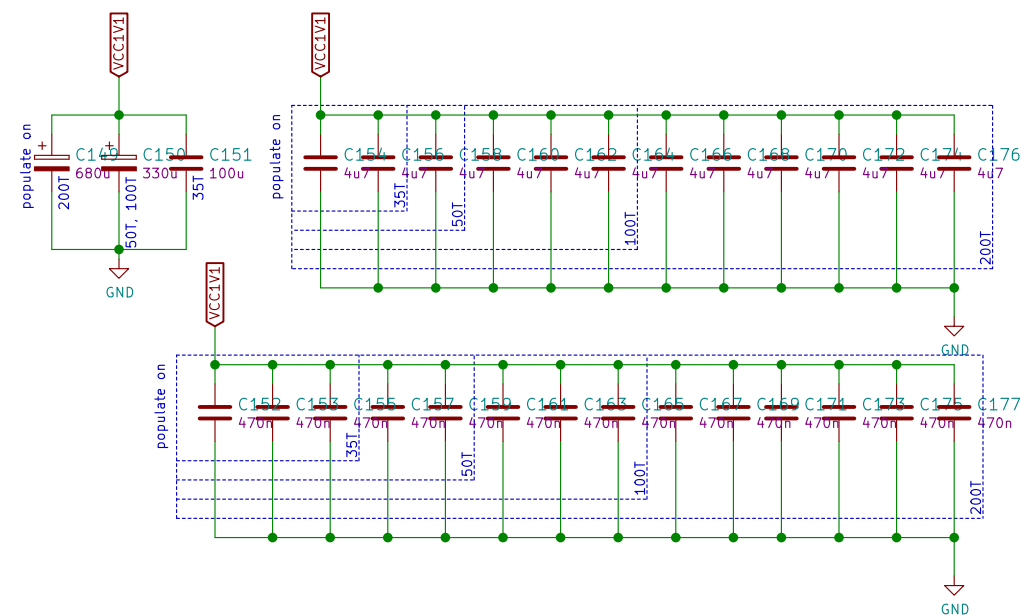 VCC1V1
VCC1V1
populate on
C149
680u
200T
C150
330u
50T, 100T
C151
100u
35T
GND
populate on
C154 C156 C158 C160 C162 C164 C166 C168 C170 C172 C174 C176
4u7 4u7 4u7 4u7 4u7 4u7 4u7 4u7 4u7 4u7 4u7 4u7
35T
50T
100T
200T
GND
VCC1V1
populate on
C152 C153 C155 C157 C159 C161 C163 C165 C167 C169 C171 C173 C175 C177
470n 470n 470n 470n 470n 470n 470n 470n 470n 470n 470n 470n 470n 470n
35T
50T
100T
200T
GND